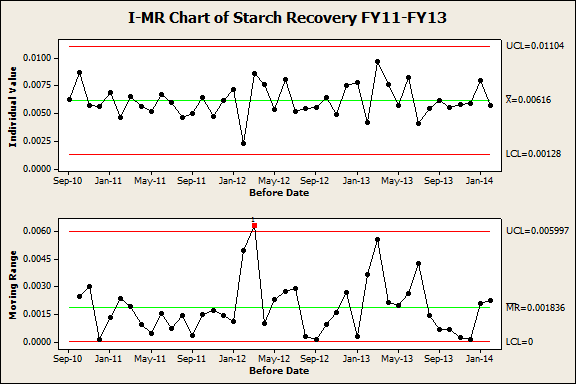 I-MR Chart of Starch Recovery FY11-FY13
Individual Value
0.0100
0.0075
0.0050
0.0025
0.0000
UCL=0.01104
X̄=0.00616
LCL=0.00128
Sep-10 Jan-11 May-11 Sep-11 Jan-12 May-12 Sep-12 Jan-13 May-13 Sep-13 Jan-14
Before Date
Moving Range
0.0060
0.0045
0.0030
0.0015
0.0000
1
UCL=0.005997
M̅R̅=0.001836
LCL=0
Sep-10 Jan-11 May-11 Sep-11 Jan-12 May-12 Sep-12 Jan-13 May-13 Sep-13 Jan-14
Before Date